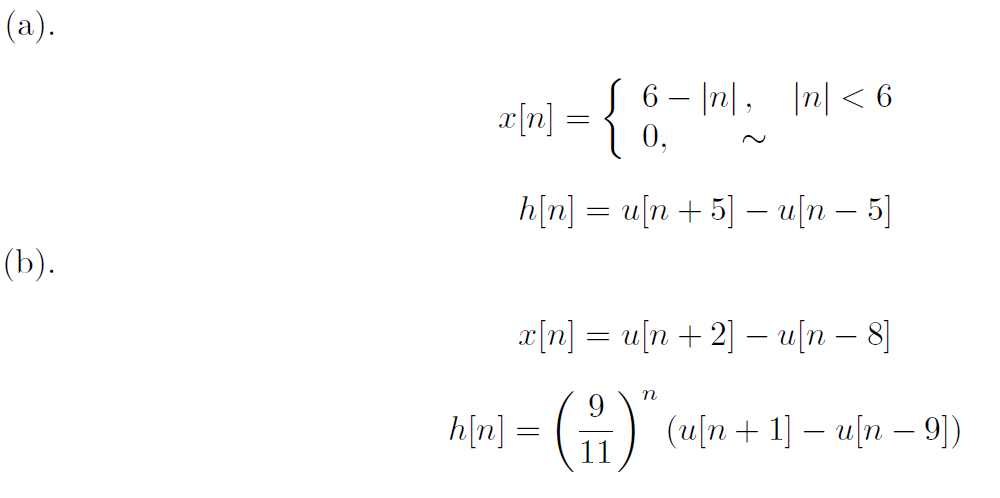 (a).
x[n] = { 6 − |n| ,   |n| < 6
0,   ∼
h[n] = u[n + 5] − u[n − 5]
(b).
x[n] = u[n + 2] − u[n − 8]
h[n] = (9/11)^n (u[n + 1] − u[n − 9])